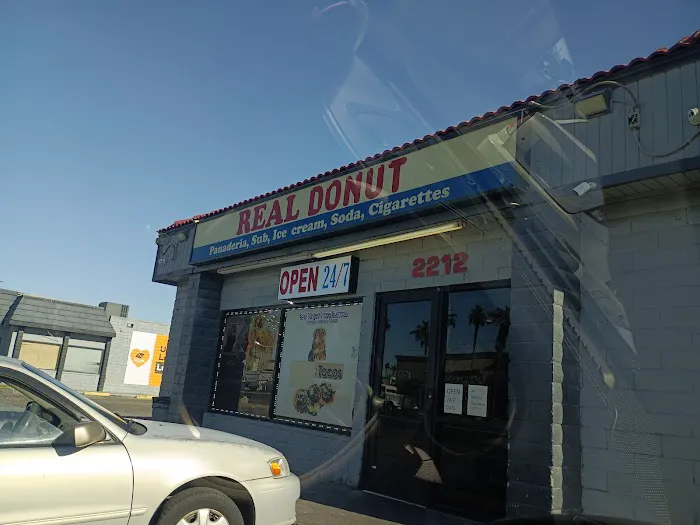 REAL DONUT
Panaderia, Sub, Ice cream, Soda, Cigarettes
OPEN 24/7
2212
Tacos
OPEN